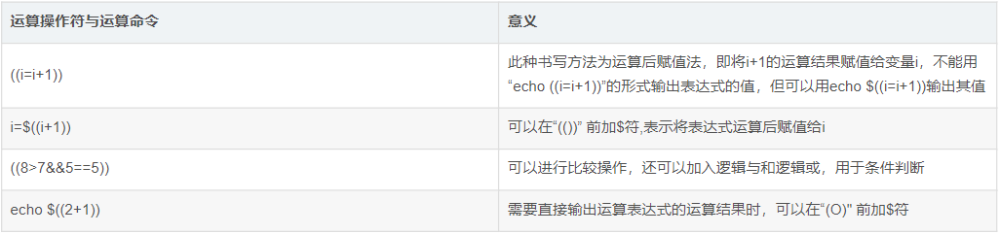 运算操作符与运算命令 意义
((i=i+1)) 此种书写方法为运算后赋值法，即将i+1的运算结果赋值给变量i，不能用
“echo ((i=i+1))”的形式输出表达式的值，但可以用echo $((i=i+1))输出其值
i=$((i+1)) 可以在“(())” 前加$符,表示将表达式运算后赋值给i
((8>7&&5==5)) 可以进行比较操作，还可以加入逻辑与和逻辑或，用于条件判断
echo $((2+1)) 需要直接输出运算表达式的运算结果时，可以在“(O)" 前加$符